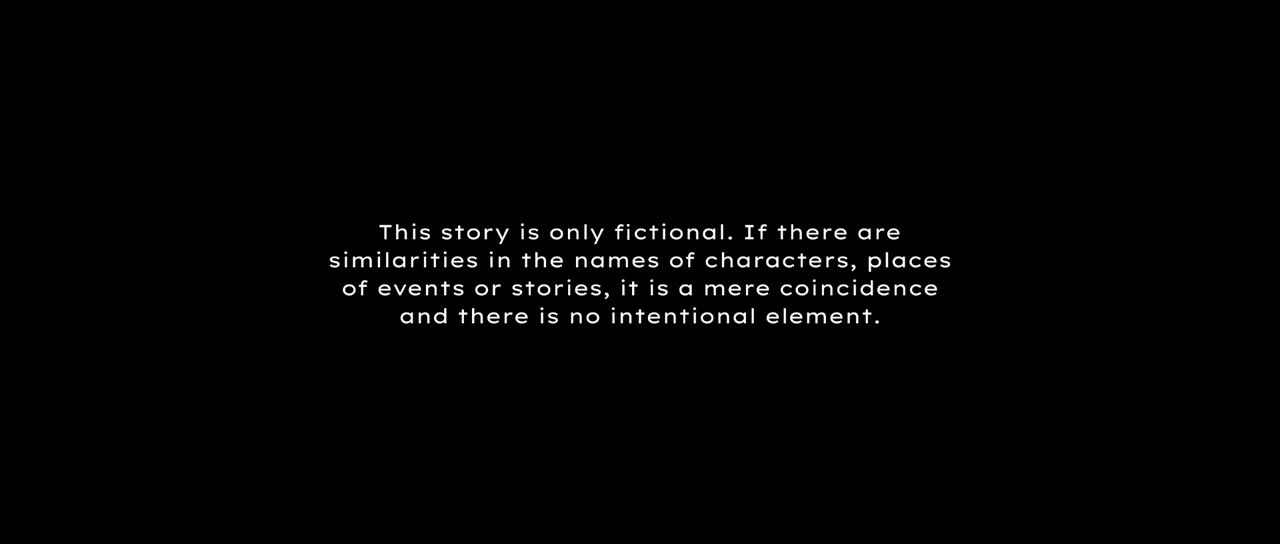 This story is only fictional. If there are
similarities in the names of characters, places
of events or stories, it is a mere coincidence
and there is no intentional element.